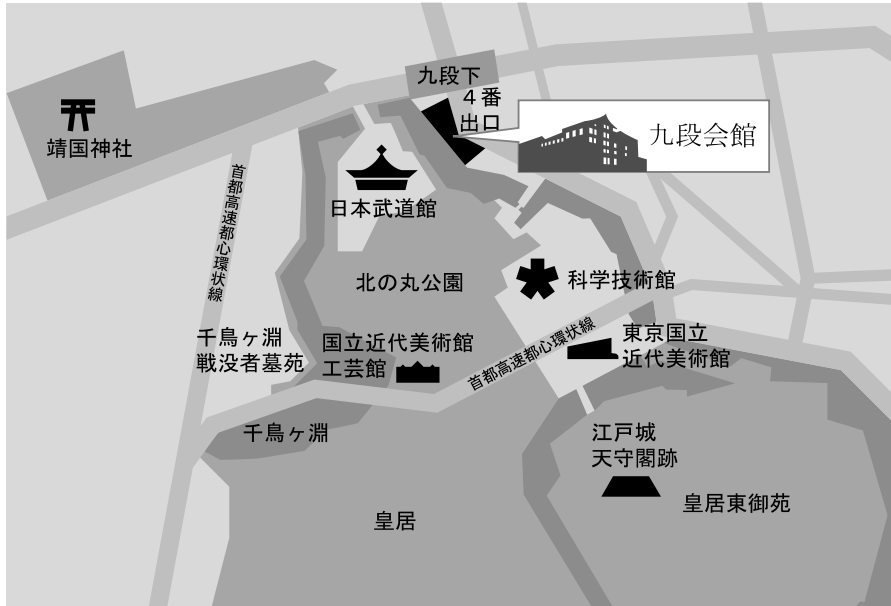 九段下
4番
出口
九段会館
靖国神社
首都高速都心環状線
日本武道館
北の丸公園
科学技術館
千鳥ヶ淵
戦没者墓苑
国立近代美術館
工芸館
首都高速都心環状線
東京国立
近代美術館
千鳥ヶ淵
江戸城
天守閣跡
皇居
皇居東御苑